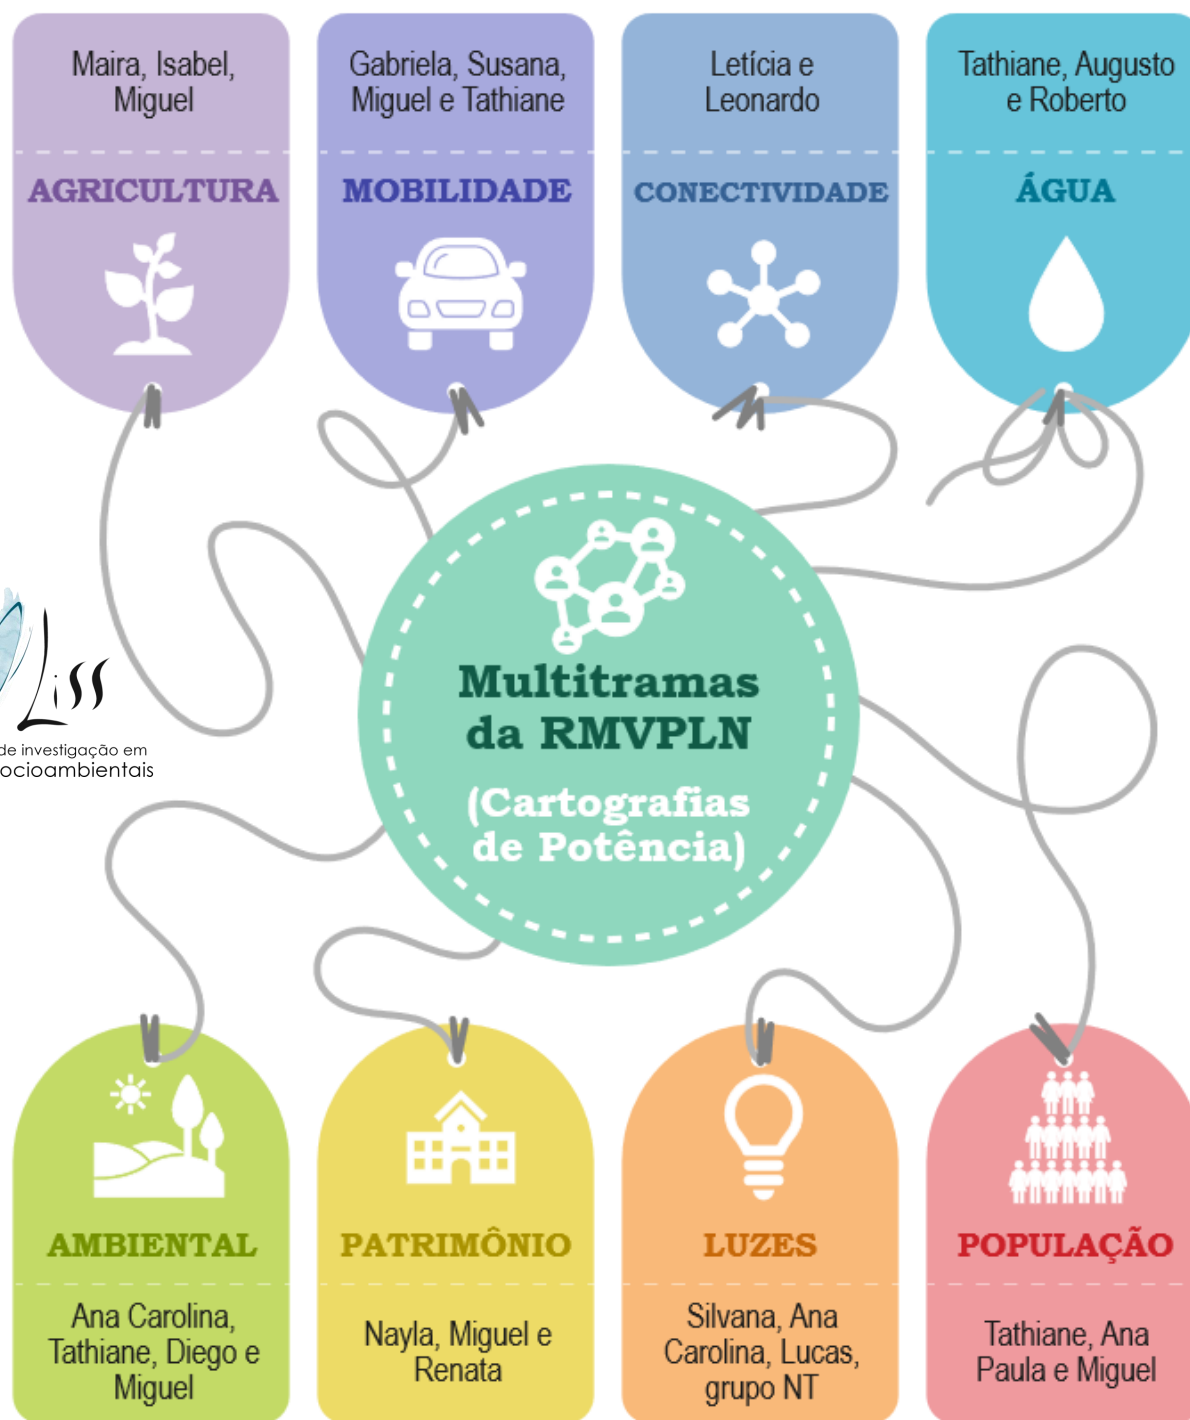 Maira, Isabel,
Miguel
AGRICULTURA
Gabriela, Susana,
Miguel e Tathiane
MOBILIDADE
Letícia e
Leonardo
CONECTIVIDADE
Tathiane, Augusto
e Roberto
ÁGUA
Liss
de investigação em
ocioambientais
Multitramas
da RMVPLN
(Cartografias
de Potência)
AMBIENTAL
Ana Carolina,
Tathiane, Diego e
Miguel
PATRIMÔNIO
Nayla, Miguel e
Renata
LUZES
Silvana, Ana
Carolina, Lucas,
grupo NT
POPULAÇÃO
Tathiane, Ana
Paula e Miguel